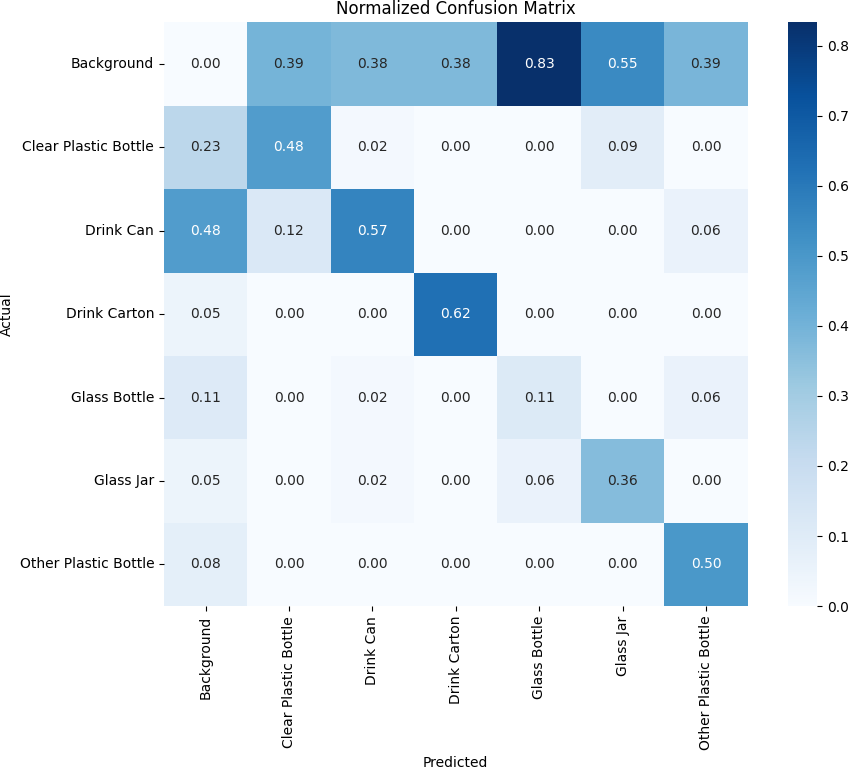 Normalized Confusion Matrix
Background 0.00 0.39 0.38 0.38 0.83 0.55 0.39
Clear Plastic Bottle 0.23 0.48 0.02 0.00 0.00 0.09 0.00
Drink Can 0.48 0.12 0.57 0.00 0.00 0.00 0.06
Drink Carton 0.05 0.00 0.00 0.62 0.00 0.00 0.00
Glass Bottle 0.11 0.00 0.02 0.00 0.11 0.00 0.06
Glass Jar 0.05 0.00 0.02 0.00 0.06 0.36 0.00
Other Plastic Bottle 0.08 0.00 0.00 0.00 0.00 0.00 0.50
Actual
Background
Clear Plastic Bottle
Drink Can
Drink Carton
Glass Bottle
Glass Jar
Other Plastic Bottle
Predicted
0.8
0.7
0.6
0.5
0.4
0.3
0.2
0.1
0.0